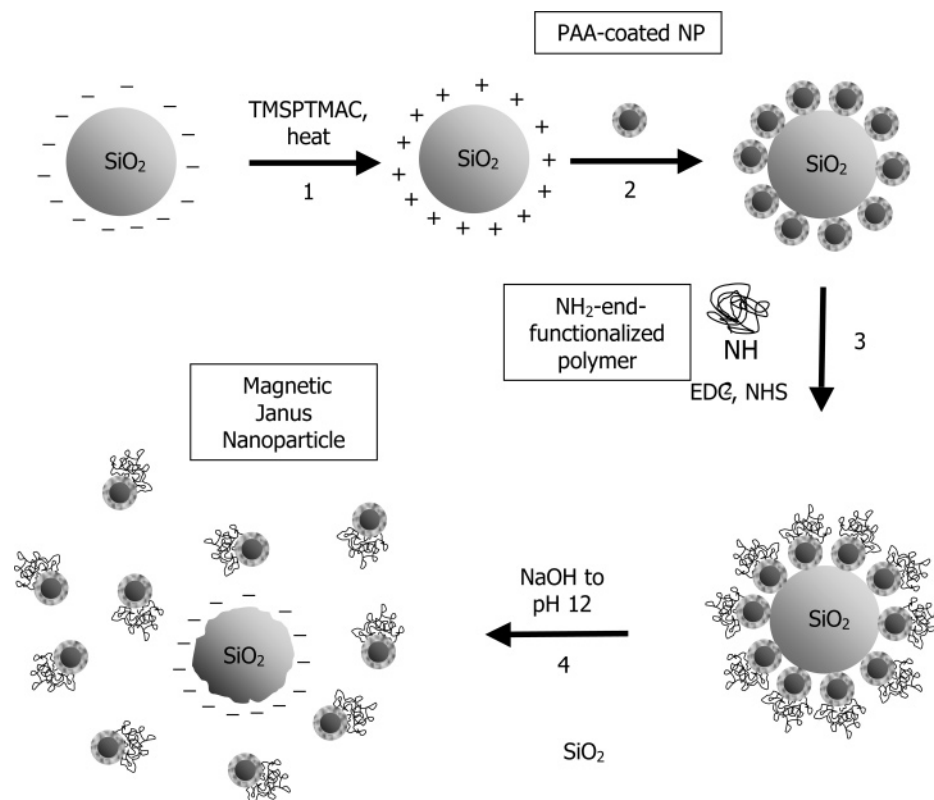 PAA-coated NP
TMSPTMAC,
heat
SiO₂
1
SiO₂
2
SiO₂
NH₂-end-
functionalized
polymer
NH
EDC, NHS
3
Magnetic
Janus
Nanoparticle
NaOH to
pH 12
4
SiO₂
SiO₂
SiO₂